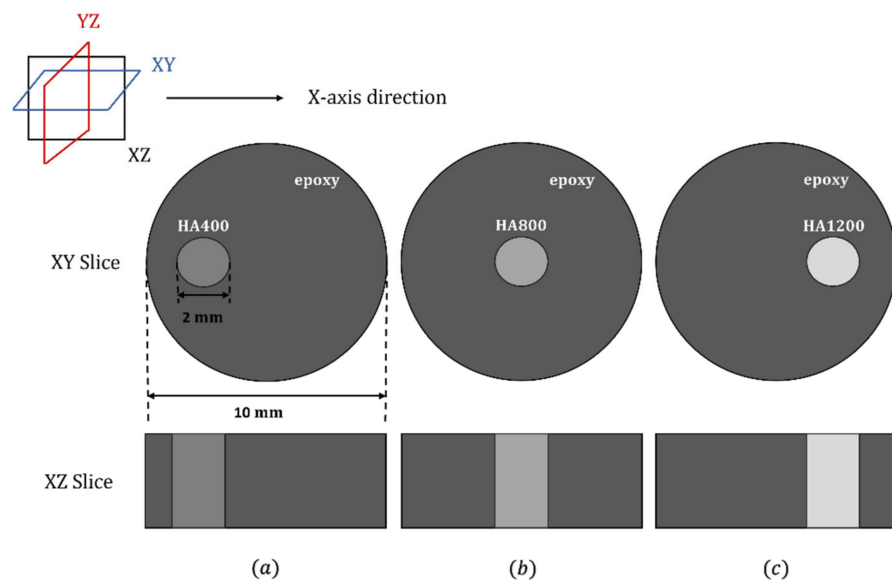 YZ
XY
X-axis direction
XZ
epoxy
epoxy
epoxy
HA400
HA800
HA1200
XY Slice
2 mm
10 mm
XZ Slice
(a)
(b)
(c)